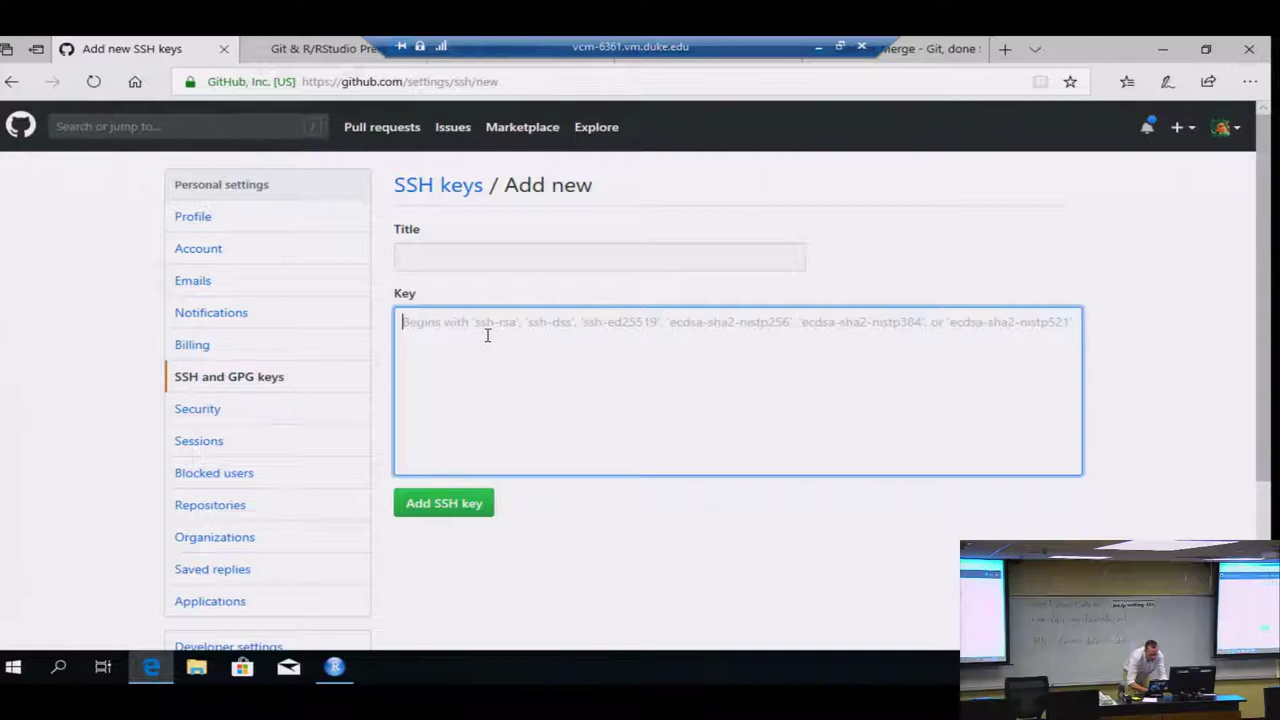 Add new SSH keys
Git & R/RStudio Pre
vcm-6361.vm.duke.edu
Merge - Git, done
GitHub, Inc. [US] https://github.com/settings/ssh/new
Search or jump to... /
Pull requests Issues Marketplace Explore
Personal settings
Profile
Account
Emails
Notifications
Billing
SSH and GPG keys
Security
Sessions
Blocked users
Repositories
Organizations
Saved replies
Applications
Developer settings
SSH keys / Add new
Title
Key
Begins with 'ssh-rsa', 'ssh-dss', 'ssh-ed25519', 'ecdsa-sha2-nistp256', 'ecdsa-sha2-nistp384', or 'ecdsa-sha2-nistp521'
Add SSH key